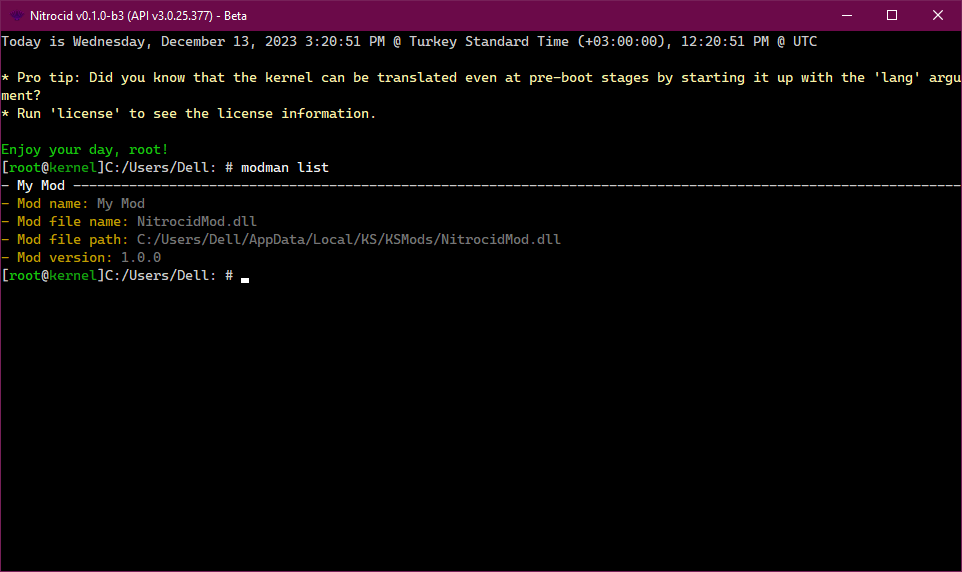 Nitrocid v0.1.0-b3 (API v3.0.25.377) - Beta
Today is Wednesday, December 13, 2023 3:20:51 PM @ Turkey Standard Time (+03:00:00), 12:20:51 PM @ UTC
* Pro tip: Did you know that the kernel can be translated even at pre-boot stages by starting it up with the 'lang' argu
ment?
* Run 'license' to see the license information.
Enjoy your day, root!
[root@kernel]C:/Users/Dell: # modman list
- My Mod ---------------------------------------------------------------------------------------------------------------
- Mod name: My Mod
- Mod file name: NitrocidMod.dll
- Mod file path: C:/Users/Dell/AppData/Local/KS/KSMods/NitrocidMod.dll
- Mod version: 1.0.0
[root@kernel]C:/Users/Dell: #